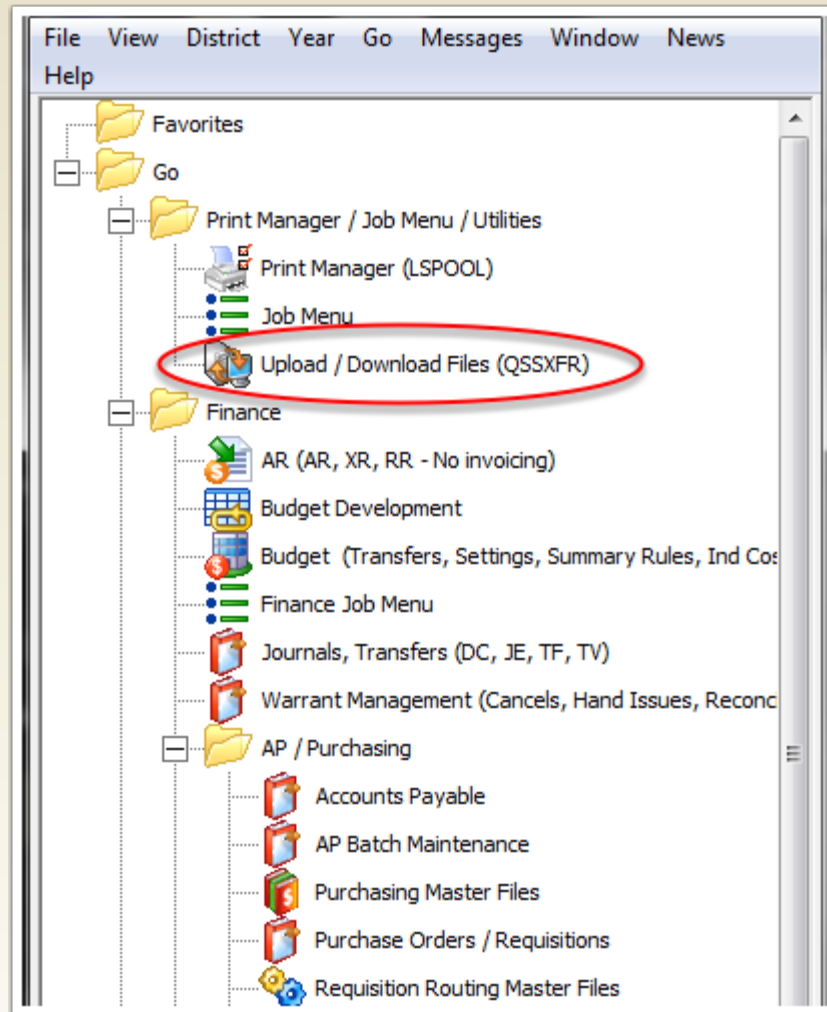 File View District Year Go Messages Window News
Help
Favorites
Go
Print Manager / Job Menu / Utilities
Print Manager (LSPOOL)
Job Menu
Upload / Download Files (QSSXFR)
Finance
AR (AR, XR, RR - No invoicing)
Budget Development
Budget (Transfers, Settings, Summary Rules, Ind Cos
Finance Job Menu
Journals, Transfers (DC, JE, TF, TV)
Warrant Management (Cancels, Hand Issues, Reconc
AP / Purchasing
Accounts Payable
AP Batch Maintenance
Purchasing Master Files
Purchase Orders / Requisitions
Requisition Routing Master Files